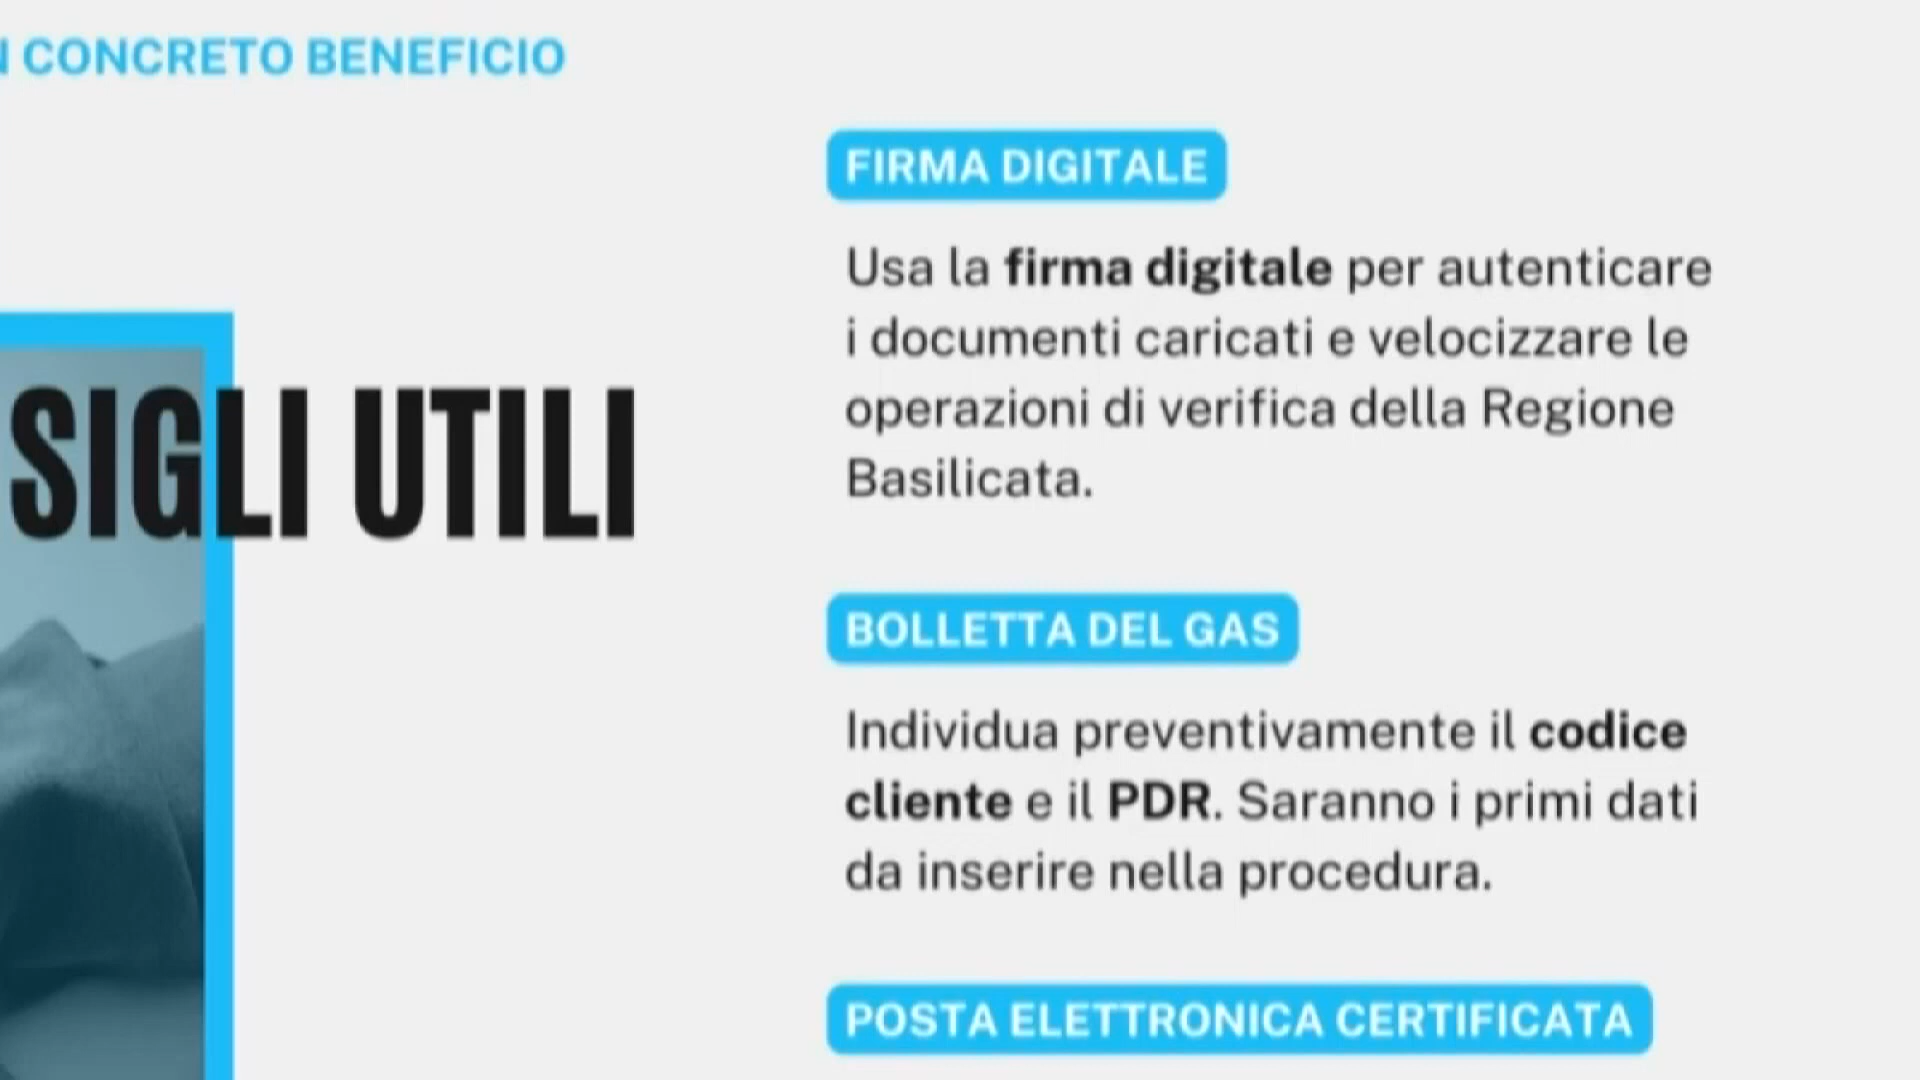 CONCRETO BENEFICIO
SIGLI UTILI
FIRMA DIGITALE
Usa la firma digitale per autenticare
i documenti caricati e velocizzare le
operazioni di verifica della Regione
Basilicata.
BOLLETTA DEL GAS
Individua preventivamente il codice
cliente e il PDR. Saranno i primi dati
da inserire nella procedura.
POSTA ELETTRONICA CERTIFICATA